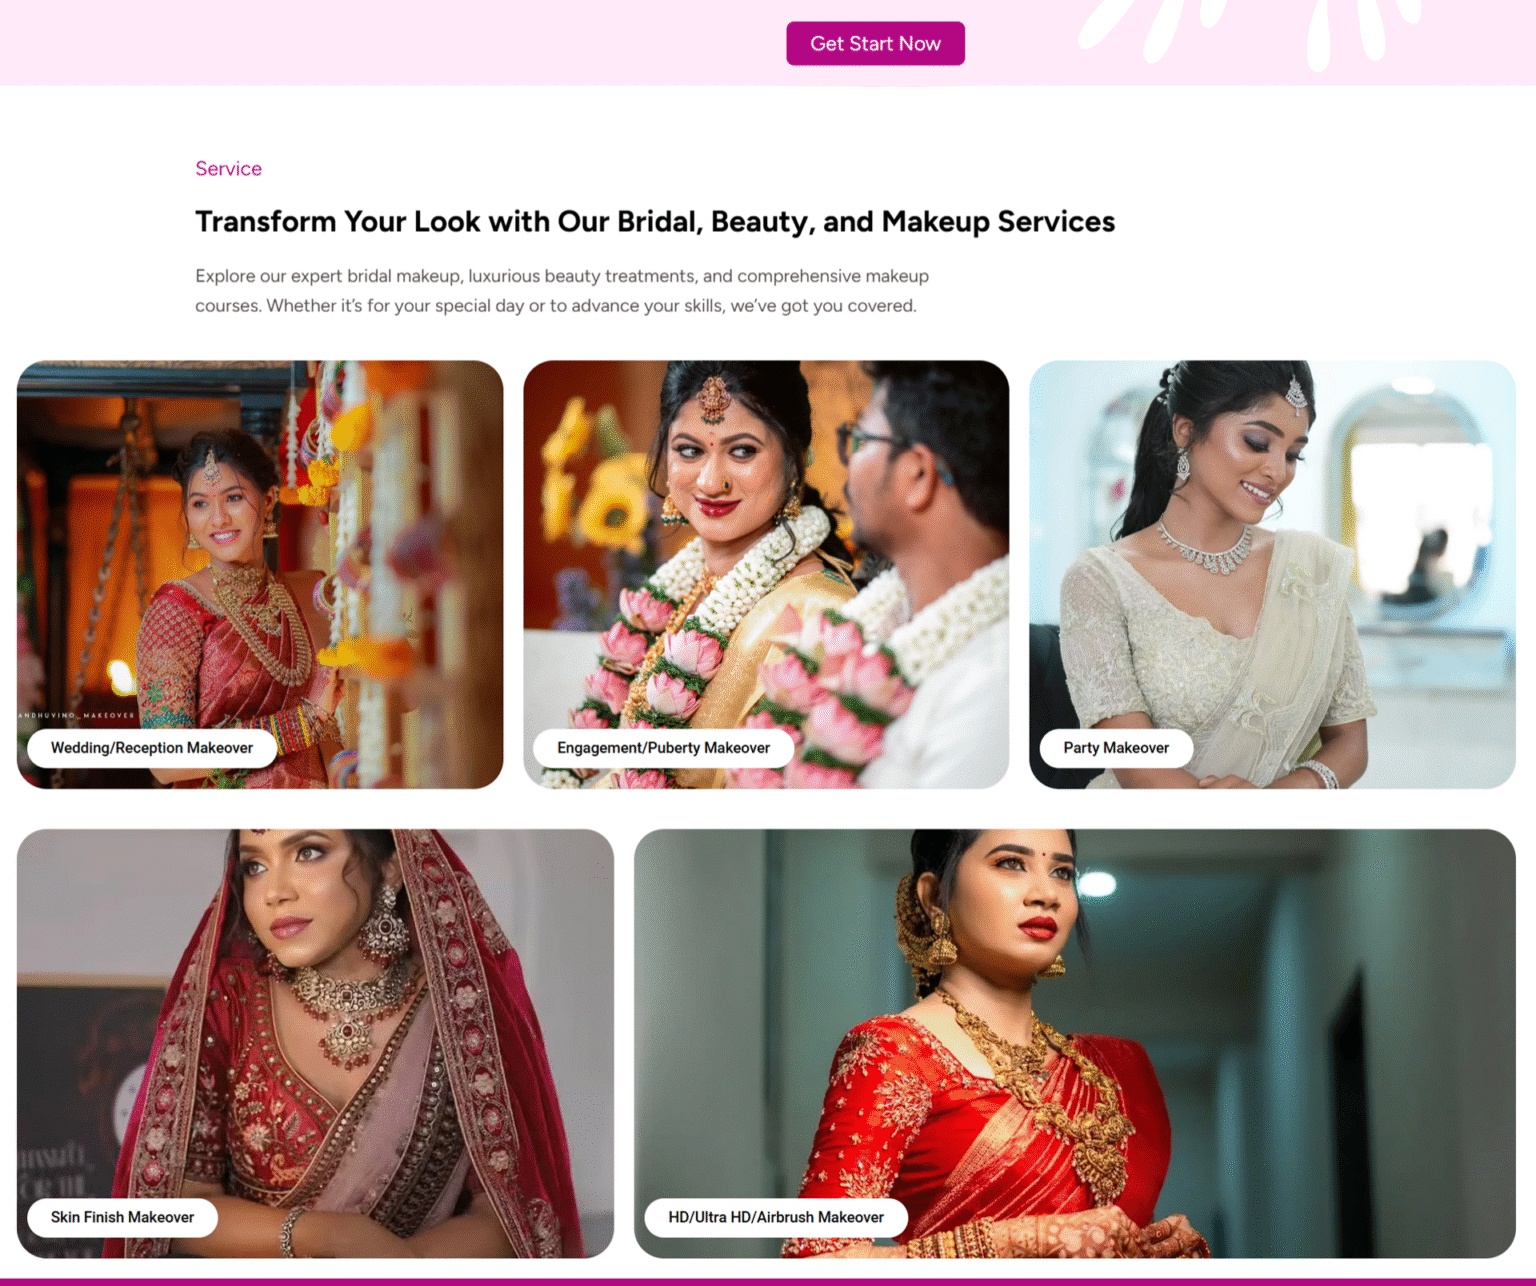 Get Start Now
Service
Transform Your Look with Our Bridal, Beauty, and Makeup Services
Explore our expert bridal makeup, luxurious beauty treatments, and comprehensive makeup
courses. Whether it's for your special day or to advance your skills, we've got you covered.
ANDHUVINO_MAKEOVER
Wedding/Reception Makeover
Engagement/Puberty Makeover
Party Makeover
Skin Finish Makeover
HD/Ultra HD/Airbrush Makeover